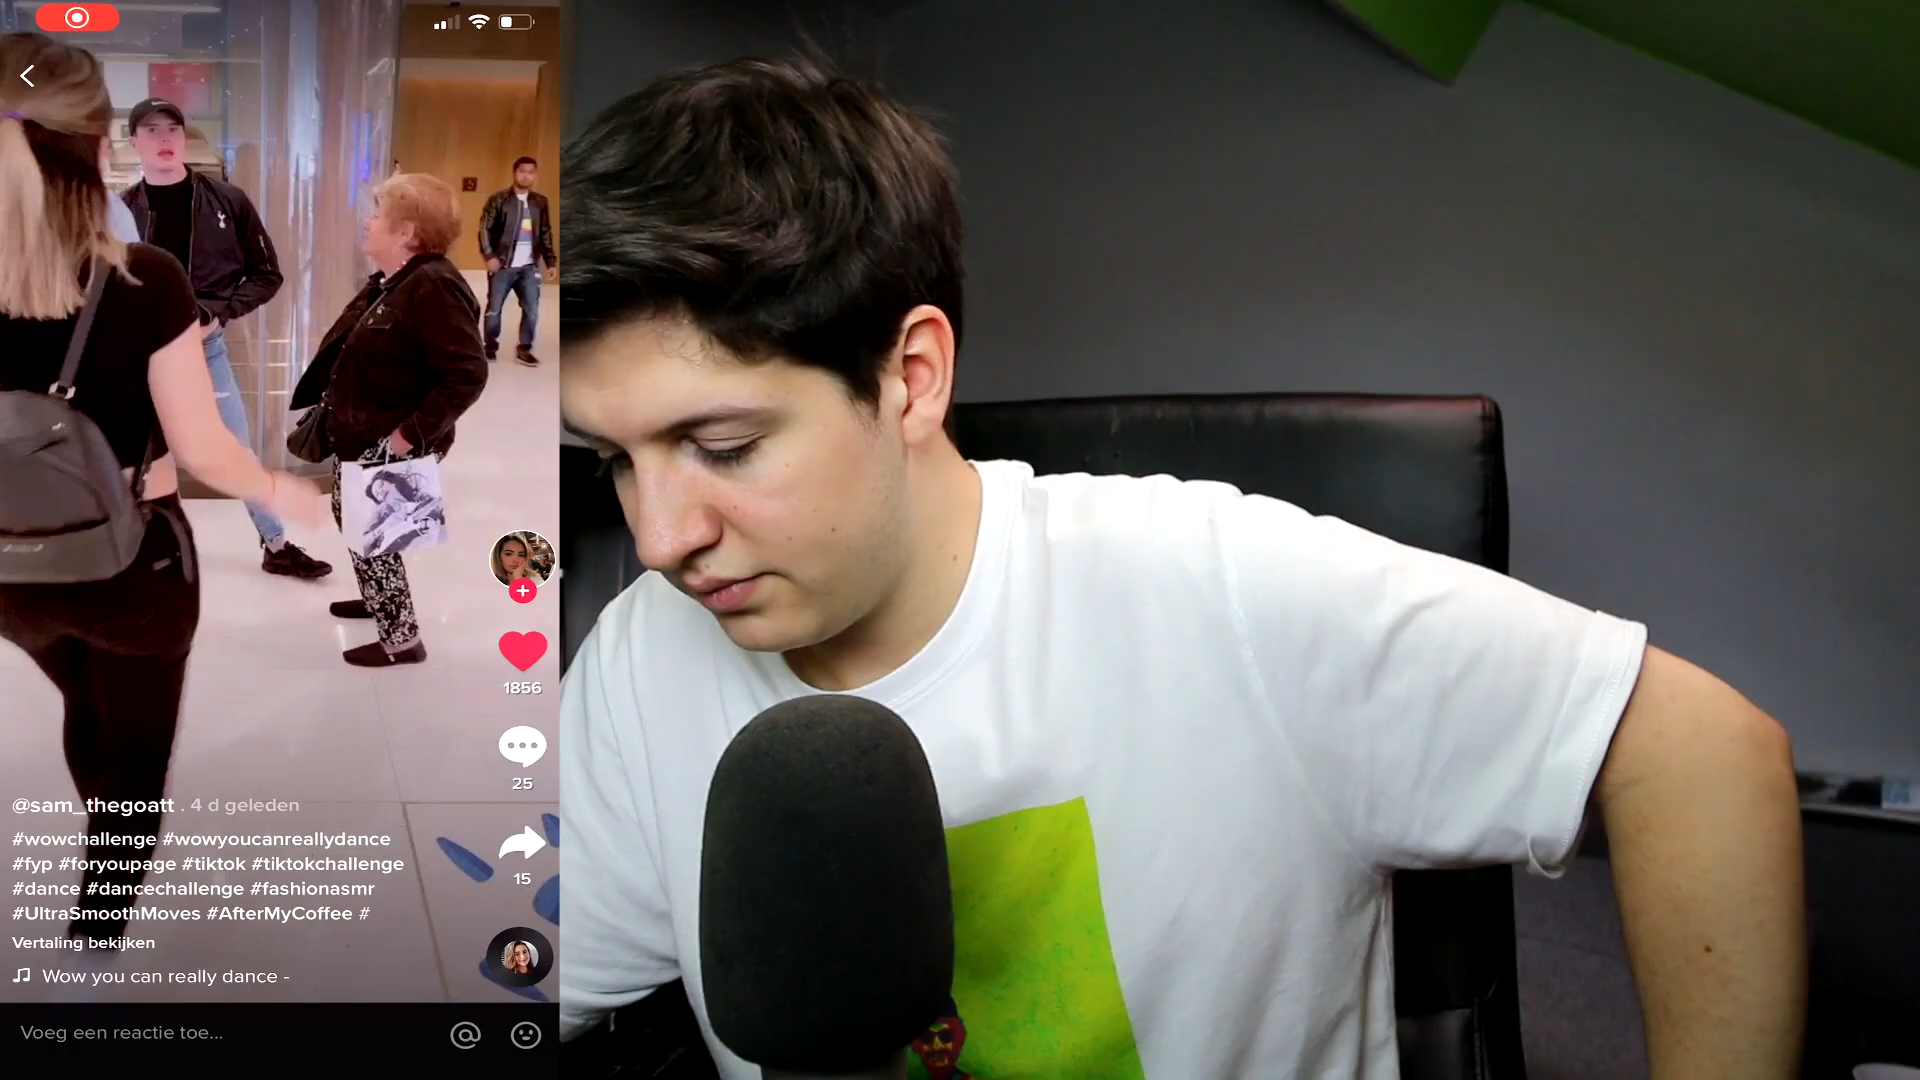 @sam_thegoatt . 4 d geleden
#wowchallenge #wowyoucanreallydance
#fyp #foryoupage #tiktok #tiktokchallenge
#dance #dancechallenge #fashionasmr
#UltraSmoothMoves #AfterMyCoffee #
Vertaling bekijken
Wow you can really dance -
1856
25
15
Voeg een reactie toe...